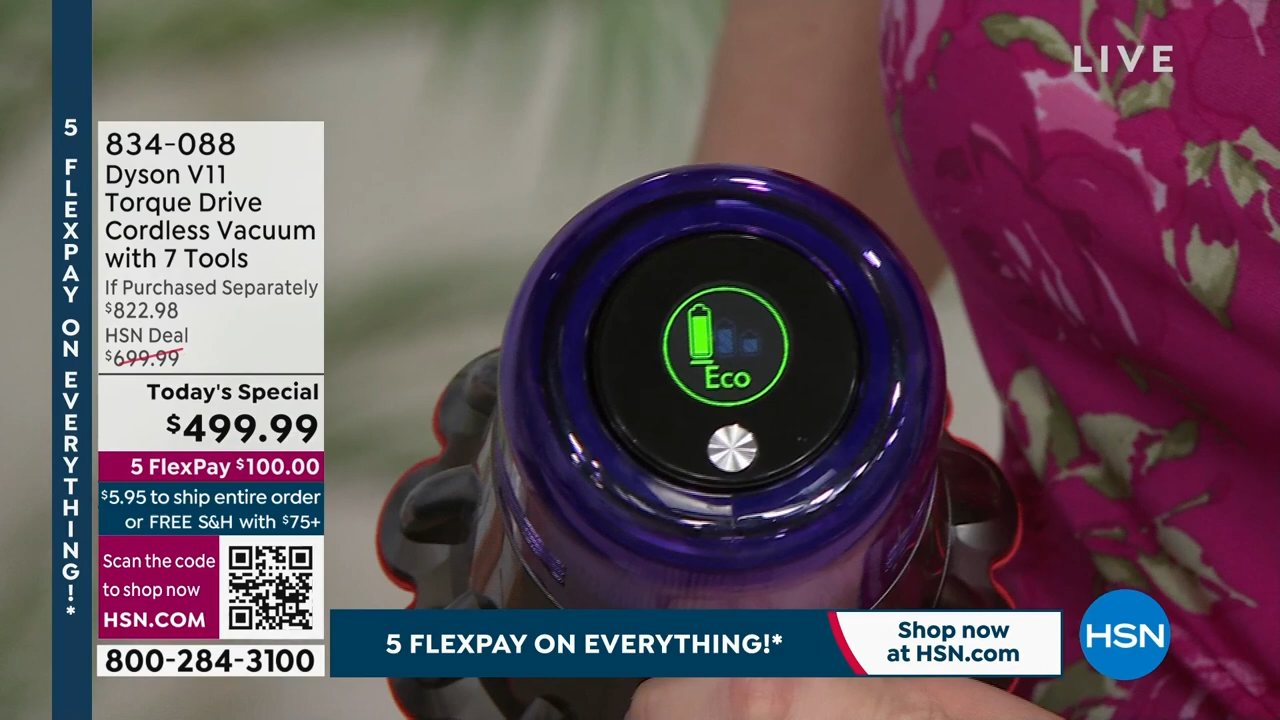 LIVE
5 FLEXPAY ON EVERYTHING!*
834-088
Dyson V11
Torque Drive
Cordless Vacuum
with 7 Tools
If Purchased Separately
$822.98
HSN Deal
$699.99
Today's Special
$499.99
5 FlexPay $100.00
$5.95 to ship entire order
or FREE S&H with $75+
Scan the code
to shop now
HSN.COM
800-284-3100
Eco
5 FLEXPAY ON EVERYTHING!*
Shop now
at HSN.com
HSN